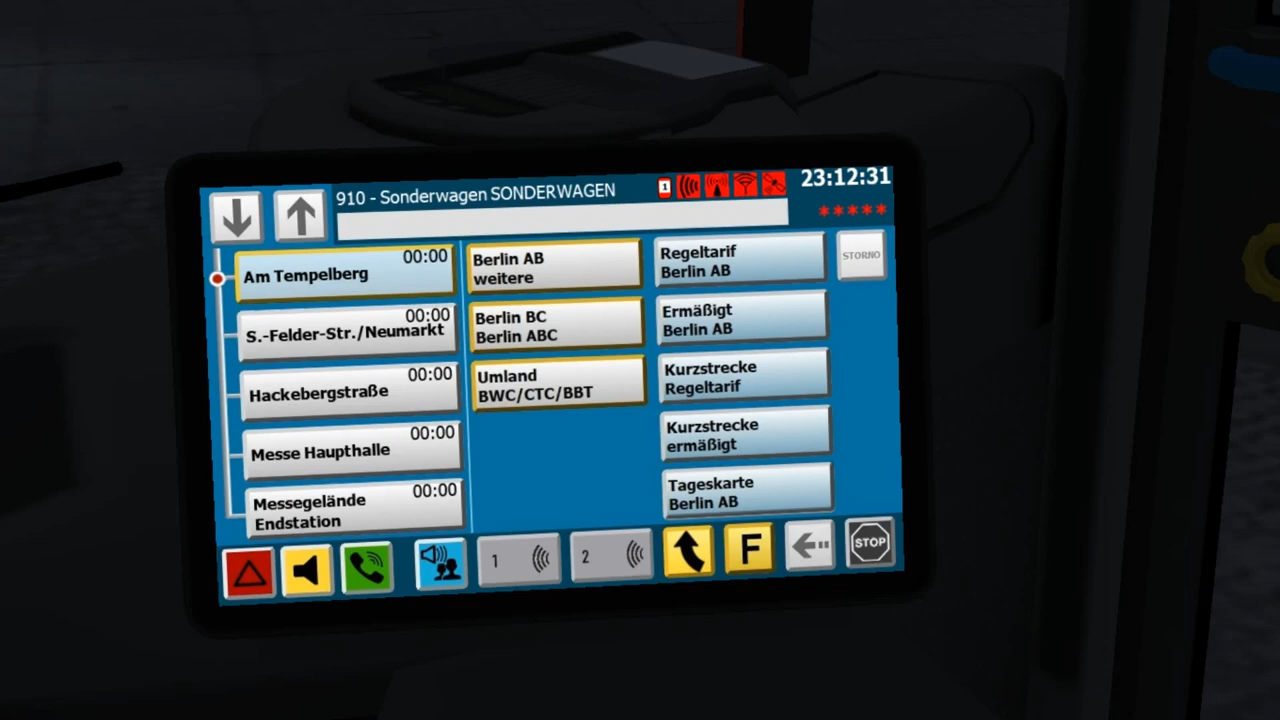 910 - Sonderwagen SONDERWAGEN
1
23:12:31
*****
00:00
Am Tempelberg
00:00
S.-Felder-Str./Neumarkt
00:00
Hackebergstraße
00:00
Messe Haupthalle
00:00
Messegelände
Endstation
Berlin AB
weitere
Berlin BC
Berlin ABC
Umland
BWC/CTC/BBT
Regeltarif
Berlin AB
Ermäßigt
Berlin AB
Kurzstrecke
Regeltarif
Kurzstrecke
ermäßigt
Tageskarte
Berlin AB
STORNO
1
2
F
STOP